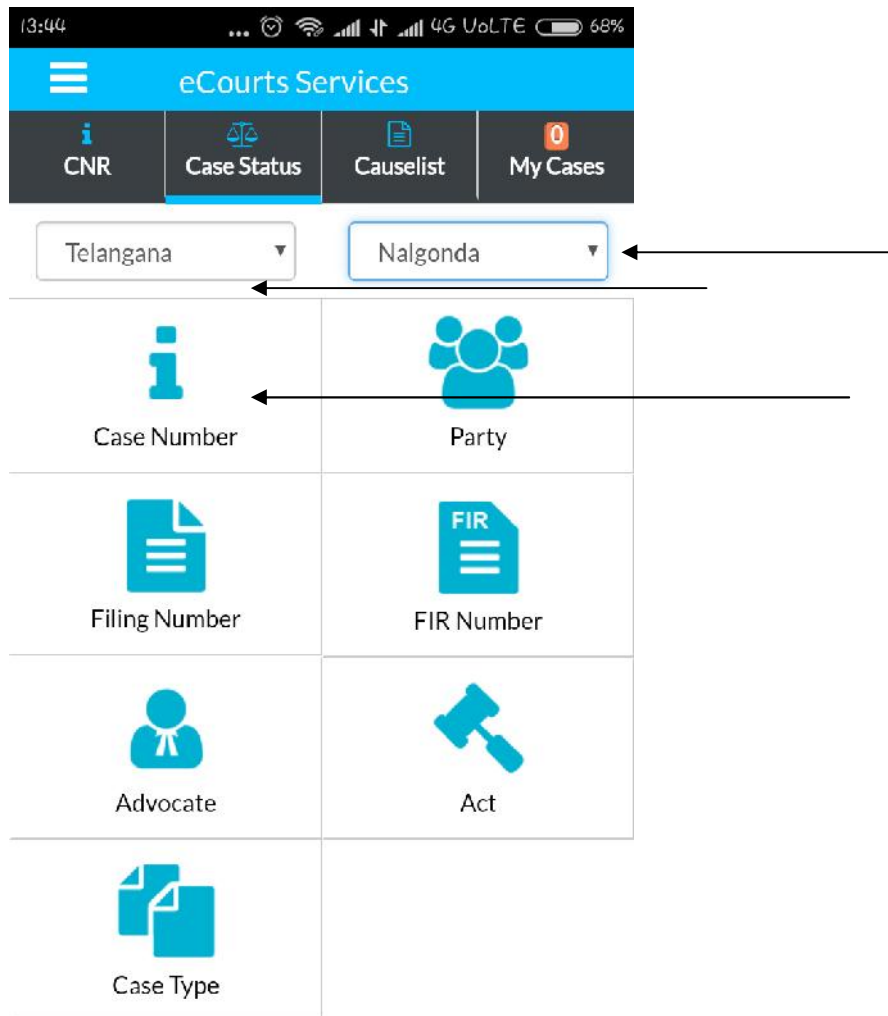 13:44 ... 4G VoLTE 68%
eCourts Services
CNR Case Status Causelist 0 My Cases
Telangana Nalgonda
Case Number Party
FIR
Filing Number FIR Number
Advocate Act
Case Type